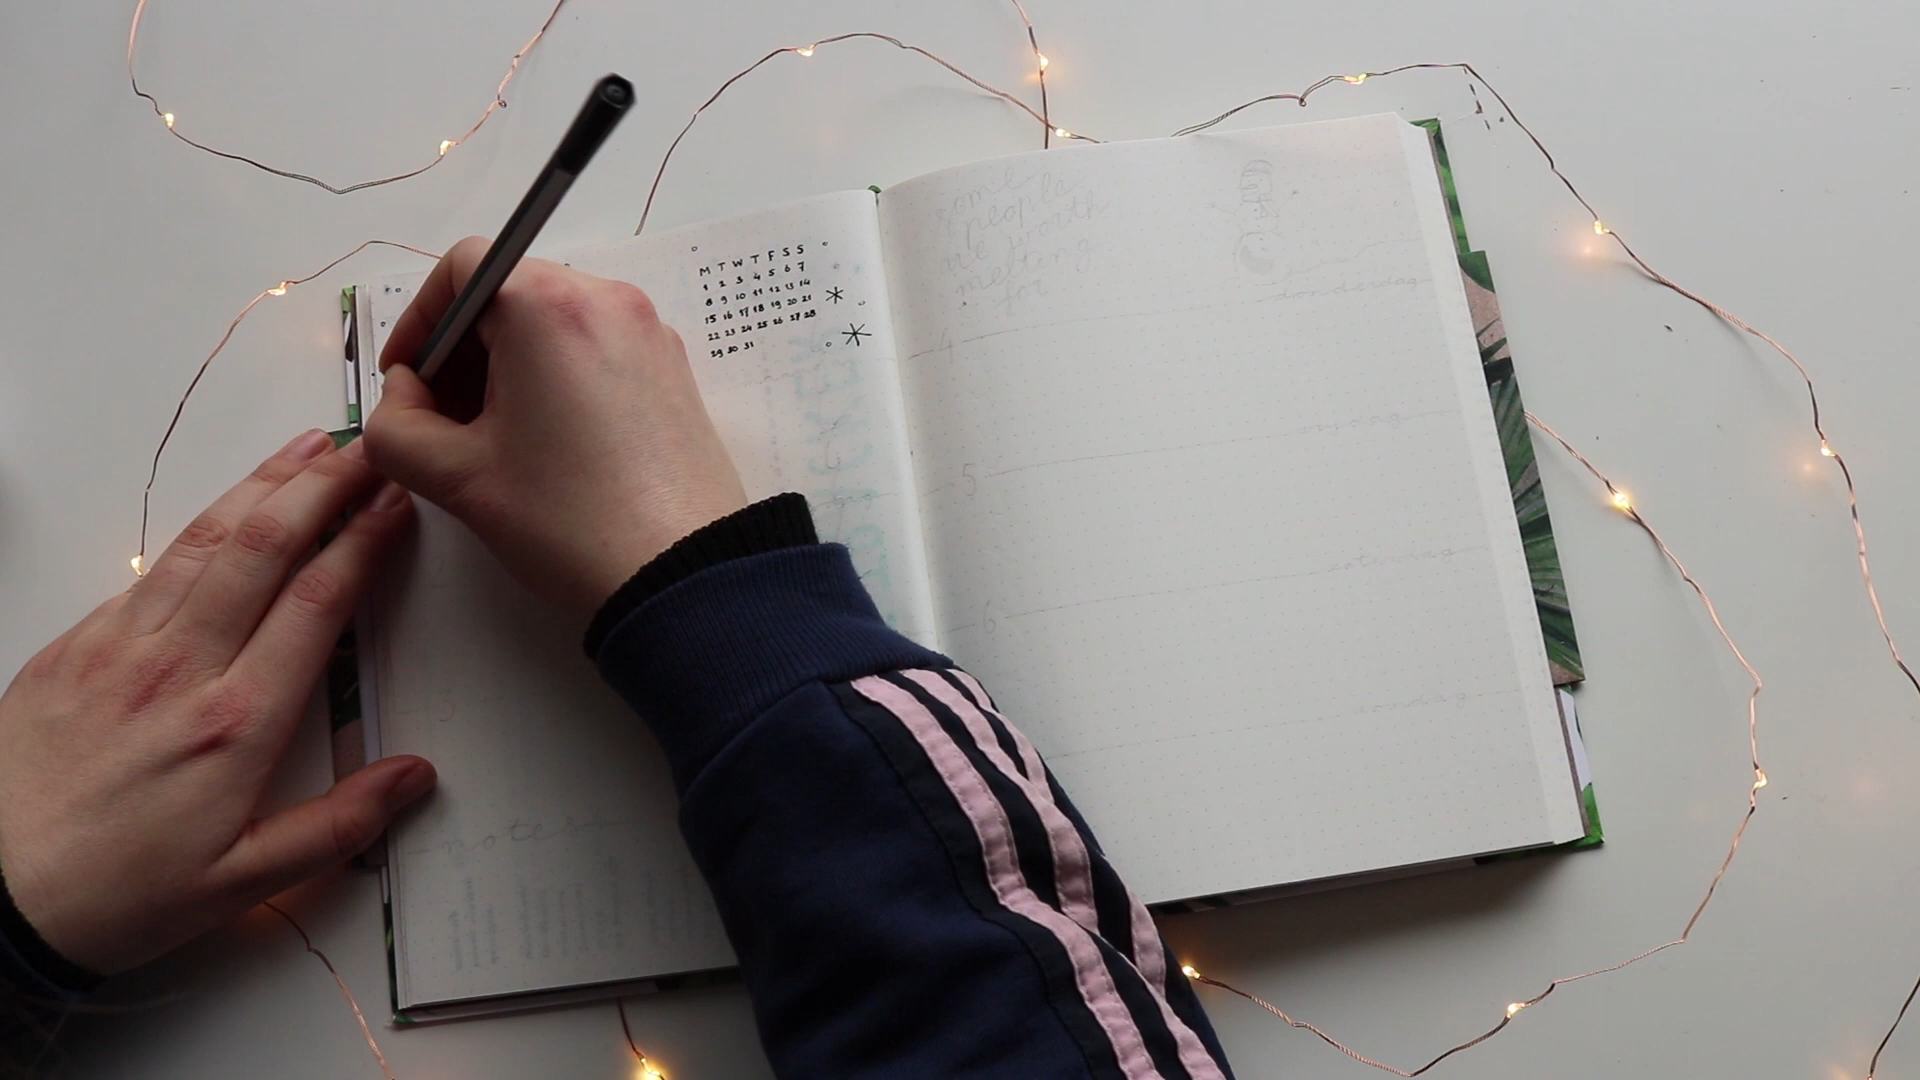 M T W T F S S
1 2 3 4 5 6 7
8 9 10 11 12 13 14
15 16 17 18 19 20 21
22 23 24 25 26 27 28
29 30 31
3
notes
some
people
are worth
melting
for
donderdag
4
vrijdag
5
zaterdag
6
zondag